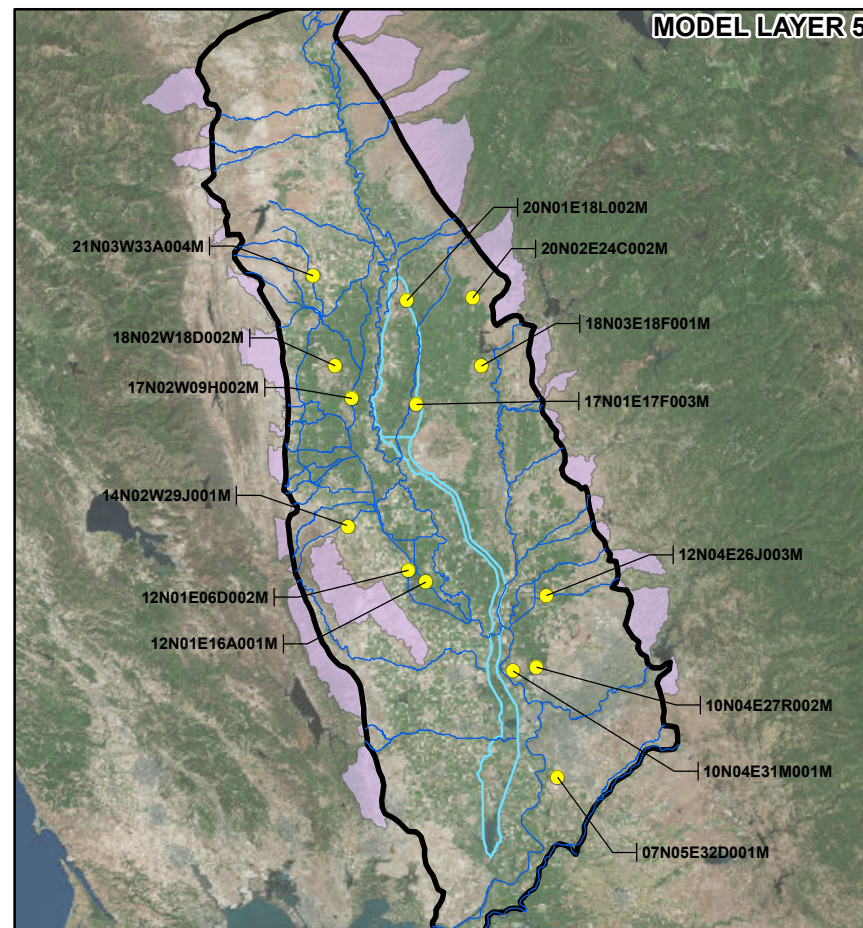 MODEL LAYER 5
20N01E18L002M
21N03W33A004M
20N02E24C002M
18N03E18F001M
18N02W18D002M
17N02W09H002M
17N01E17F003M
14N02W29J001M
12N04E26J003M
12N01E06D002M
12N01E16A001M
10N04E27R002M
10N04E31M001M
07N05E32D001M